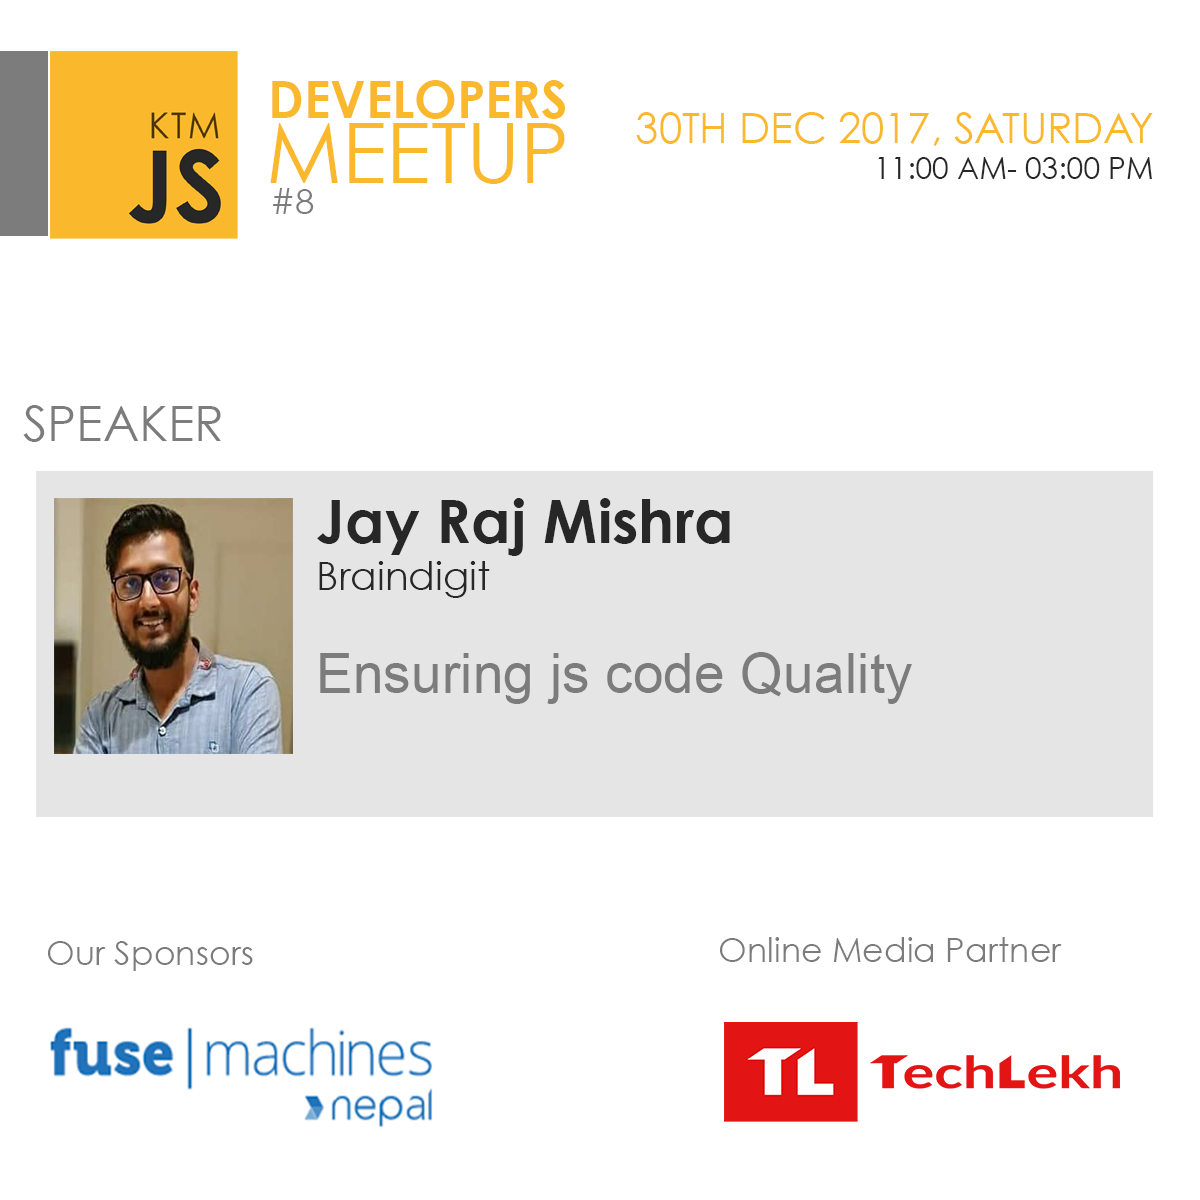 KTM
JS
DEVELOPERS
MEETUP
#8
30TH DEC 2017, SATURDAY
11:00 AM- 03:00 PM
SPEAKER
Jay Raj Mishra
Braindigit
Ensuring js code Quality
Our Sponsors
fuse|machines
nepal
Online Media Partner
TL TechLekh